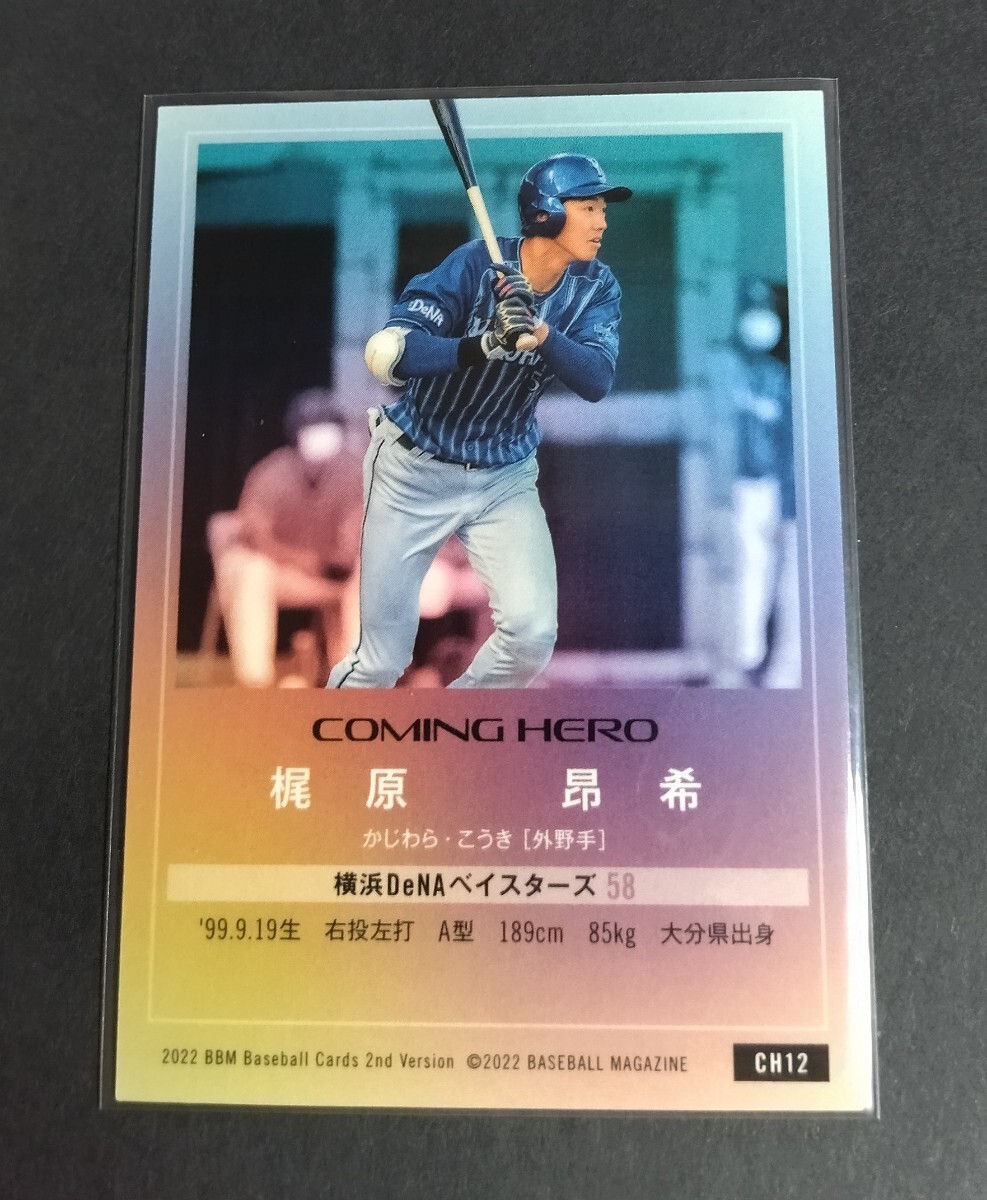 DeNA
COMING HERO
梶原 昂希
かじわら・こうき [外野手]
横浜DeNAベイスターズ 58
'99.9.19生 右投左打 A型 189cm 85kg 大分県出身
2022 BBM Baseball Cards 2nd Version ©2022 BASEBALL MAGAZINE
CH12